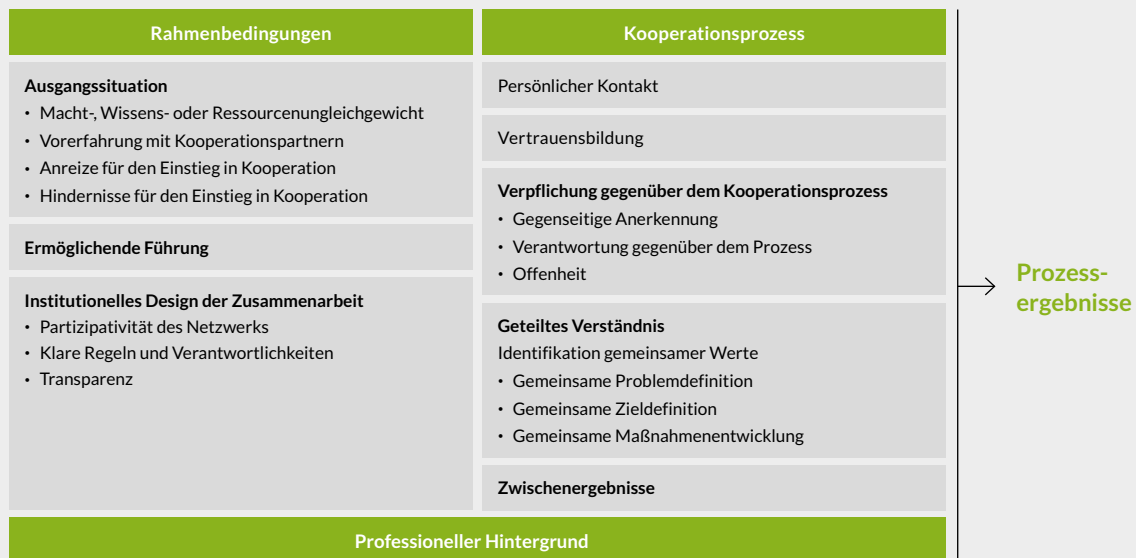 Rahmenbedingungen
Ausgangssituation
• Macht-, Wissens- oder Ressourcenungleichgewicht
• Vorerfahrung mit Kooperationspartnern
• Anreize für den Einstieg in Kooperation
• Hindernisse für den Einstieg in Kooperation
Ermöglichende Führung
Institutionelles Design der Zusammenarbeit
• Partizipativität des Netzwerks
• Klare Regeln und Verantwortlichkeiten
• Transparenz
Kooperationsprozess
Persönlicher Kontakt
Vertrauensbildung
Verpflichung gegenüber dem Kooperationsprozess
• Gegenseitige Anerkennung
• Verantwortung gegenüber dem Prozess
• Offenheit
Geteiltes Verständnis
Identifikation gemeinsamer Werte
• Gemeinsame Problemdefinition
• Gemeinsame Zieldefinition
• Gemeinsame Maßnahmenentwicklung
Zwischenergebnisse
Professioneller Hintergrund
Prozess-
ergebnisse